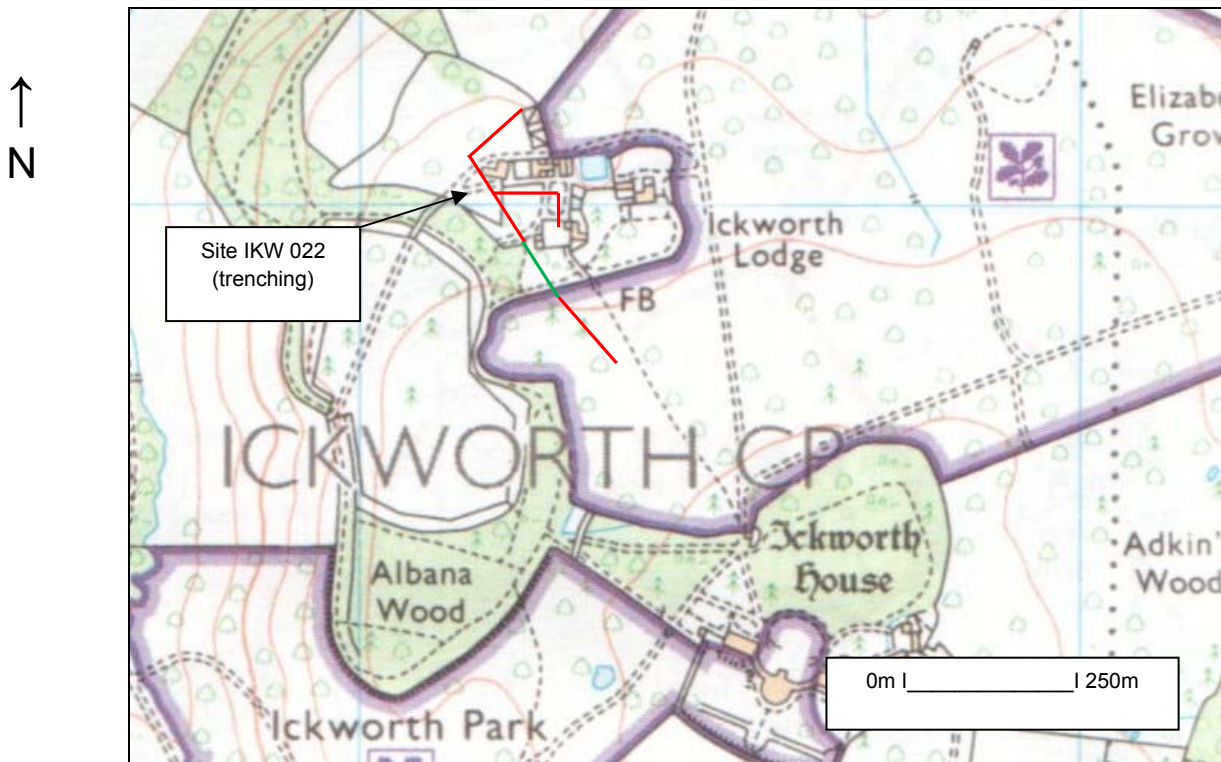 N
Elizab
Grov
Site IKW 022
(trenching)
Ickworth
Lodge
FB
ICKWORTH CP
Ickworth
House
Albana
Wood
Adkin'
Wood
0m I________________I 250m
Ickworth Park